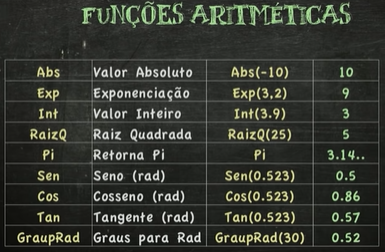 FUNÇÕES ARITMÉTICAS
Abs Valor Absoluto Abs(-10) 10
Exp Exponenciação Exp(3,2) 9
Int Valor Inteiro Int(3.9) 3
RaizQ Raiz Quadrada RaizQ(25) 5
Pi Retorna Pi Pi 3.14..
Sen Seno (rad) Sen(0.523) 0.5
Cos Cosseno (rad) Cos(0.523) 0.86
Tan Tangente (rad) Tan(0.523) 0.57
GraupRad Graus para Rad GraupRad(30) 0.52